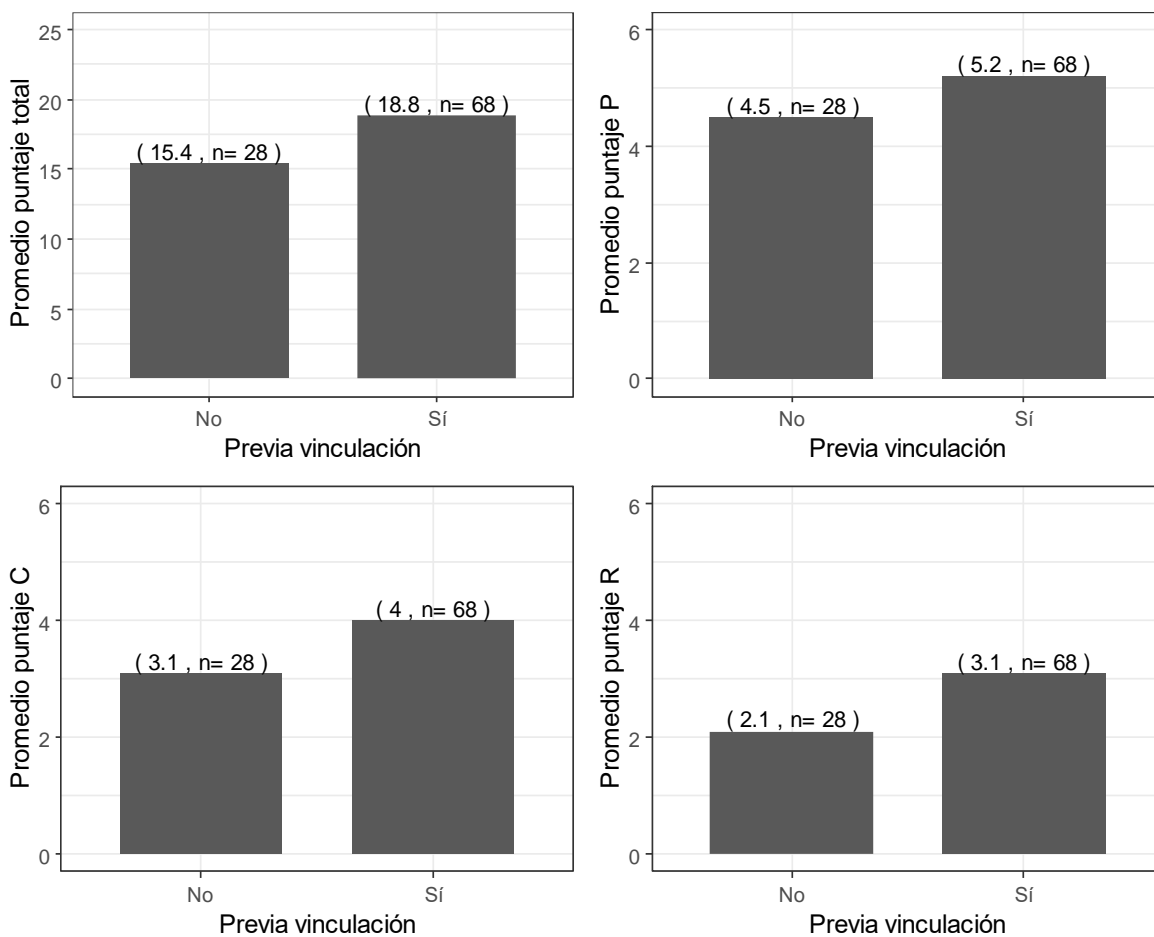 Promedio puntaje total
25
20
15
10
5
0
( 15.4 , n= 28 )
( 18.8 , n= 68 )
No
Sí
Previa vinculación
Promedio puntaje P
6
4
2
0
( 4.5 , n= 28 )
( 5.2 , n= 68 )
No
Sí
Previa vinculación
Promedio puntaje C
6
4
2
0
( 3.1 , n= 28 )
( 4 , n= 68 )
No
Sí
Previa vinculación
Promedio puntaje R
6
4
2
0
( 2.1 , n= 28 )
( 3.1 , n= 68 )
No
Sí
Previa vinculación